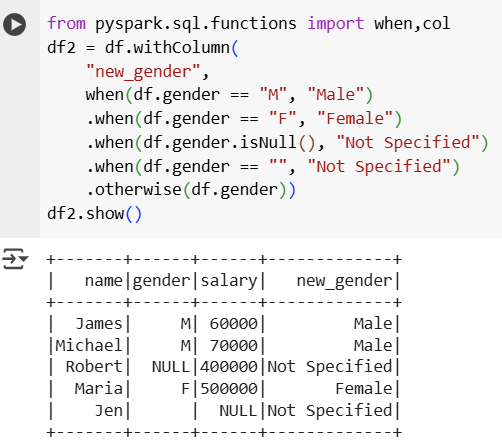 from pyspark.sql.functions import when,col
df2 = df.withColumn(
    "new_gender",
    when(df.gender == "M", "Male")
    .when(df.gender == "F", "Female")
    .when(df.gender.isNull(), "Not Specified")
    .when(df.gender == "", "Not Specified")
    .otherwise(df.gender))
df2.show()
+-------+------+------+-------------+
|   name|gender|salary|   new_gender|
+-------+------+------+-------------+
|  James|     M| 60000|         Male|
|Michael|     M| 70000|         Male|
| Robert|  NULL|400000|Not Specified|
|  Maria|     F|500000|       Female|
|    Jen|      |  NULL|Not Specified|
+-------+------+------+-------------+